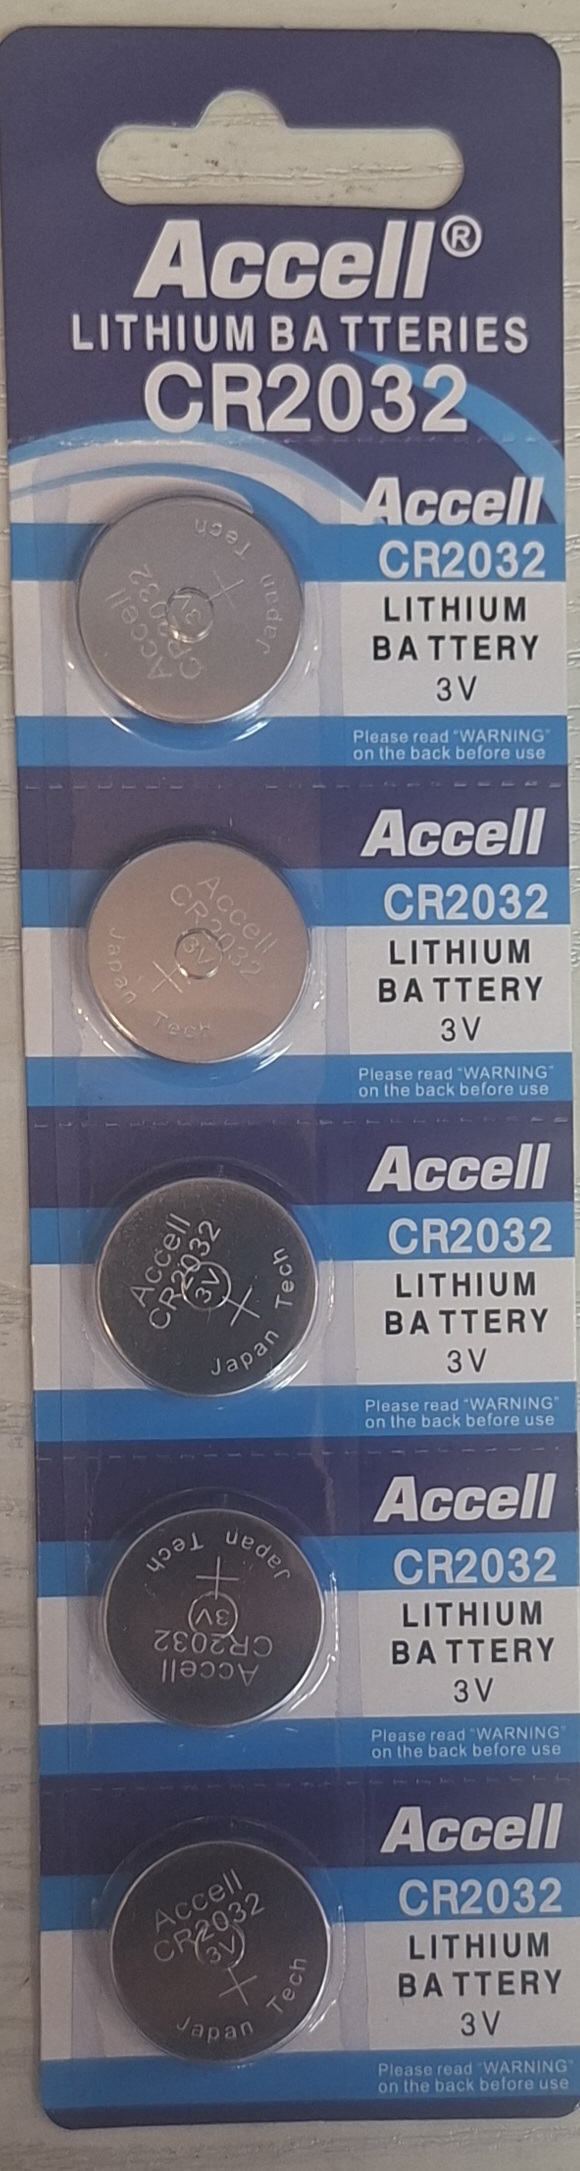 Accell®
LITHIUM BATTERIES
CR2032
Accell
CR2032
LITHIUM
BATTERY
3V
Please read "WARNING"
on the back before use
Accell
CR2032
3V
Japan Tech
Accell
CR2032
LITHIUM
BATTERY
3V
Please read "WARNING"
on the back before use
Accell
CR2032
3V
Japan Tech
Accell
CR2032
LITHIUM
BATTERY
3V
Please read "WARNING"
on the back before use
Accell
CR2032
3V
Japan Tech
Accell
CR2032
LITHIUM
BATTERY
3V
Please read "WARNING"
on the back before use
Japan Tech
3V
CR2032
Accell
Accell
CR2032
LITHIUM
BATTERY
3V
Please read "WARNING"
on the back before use
Accell
CR2032
3V
Japan Tech